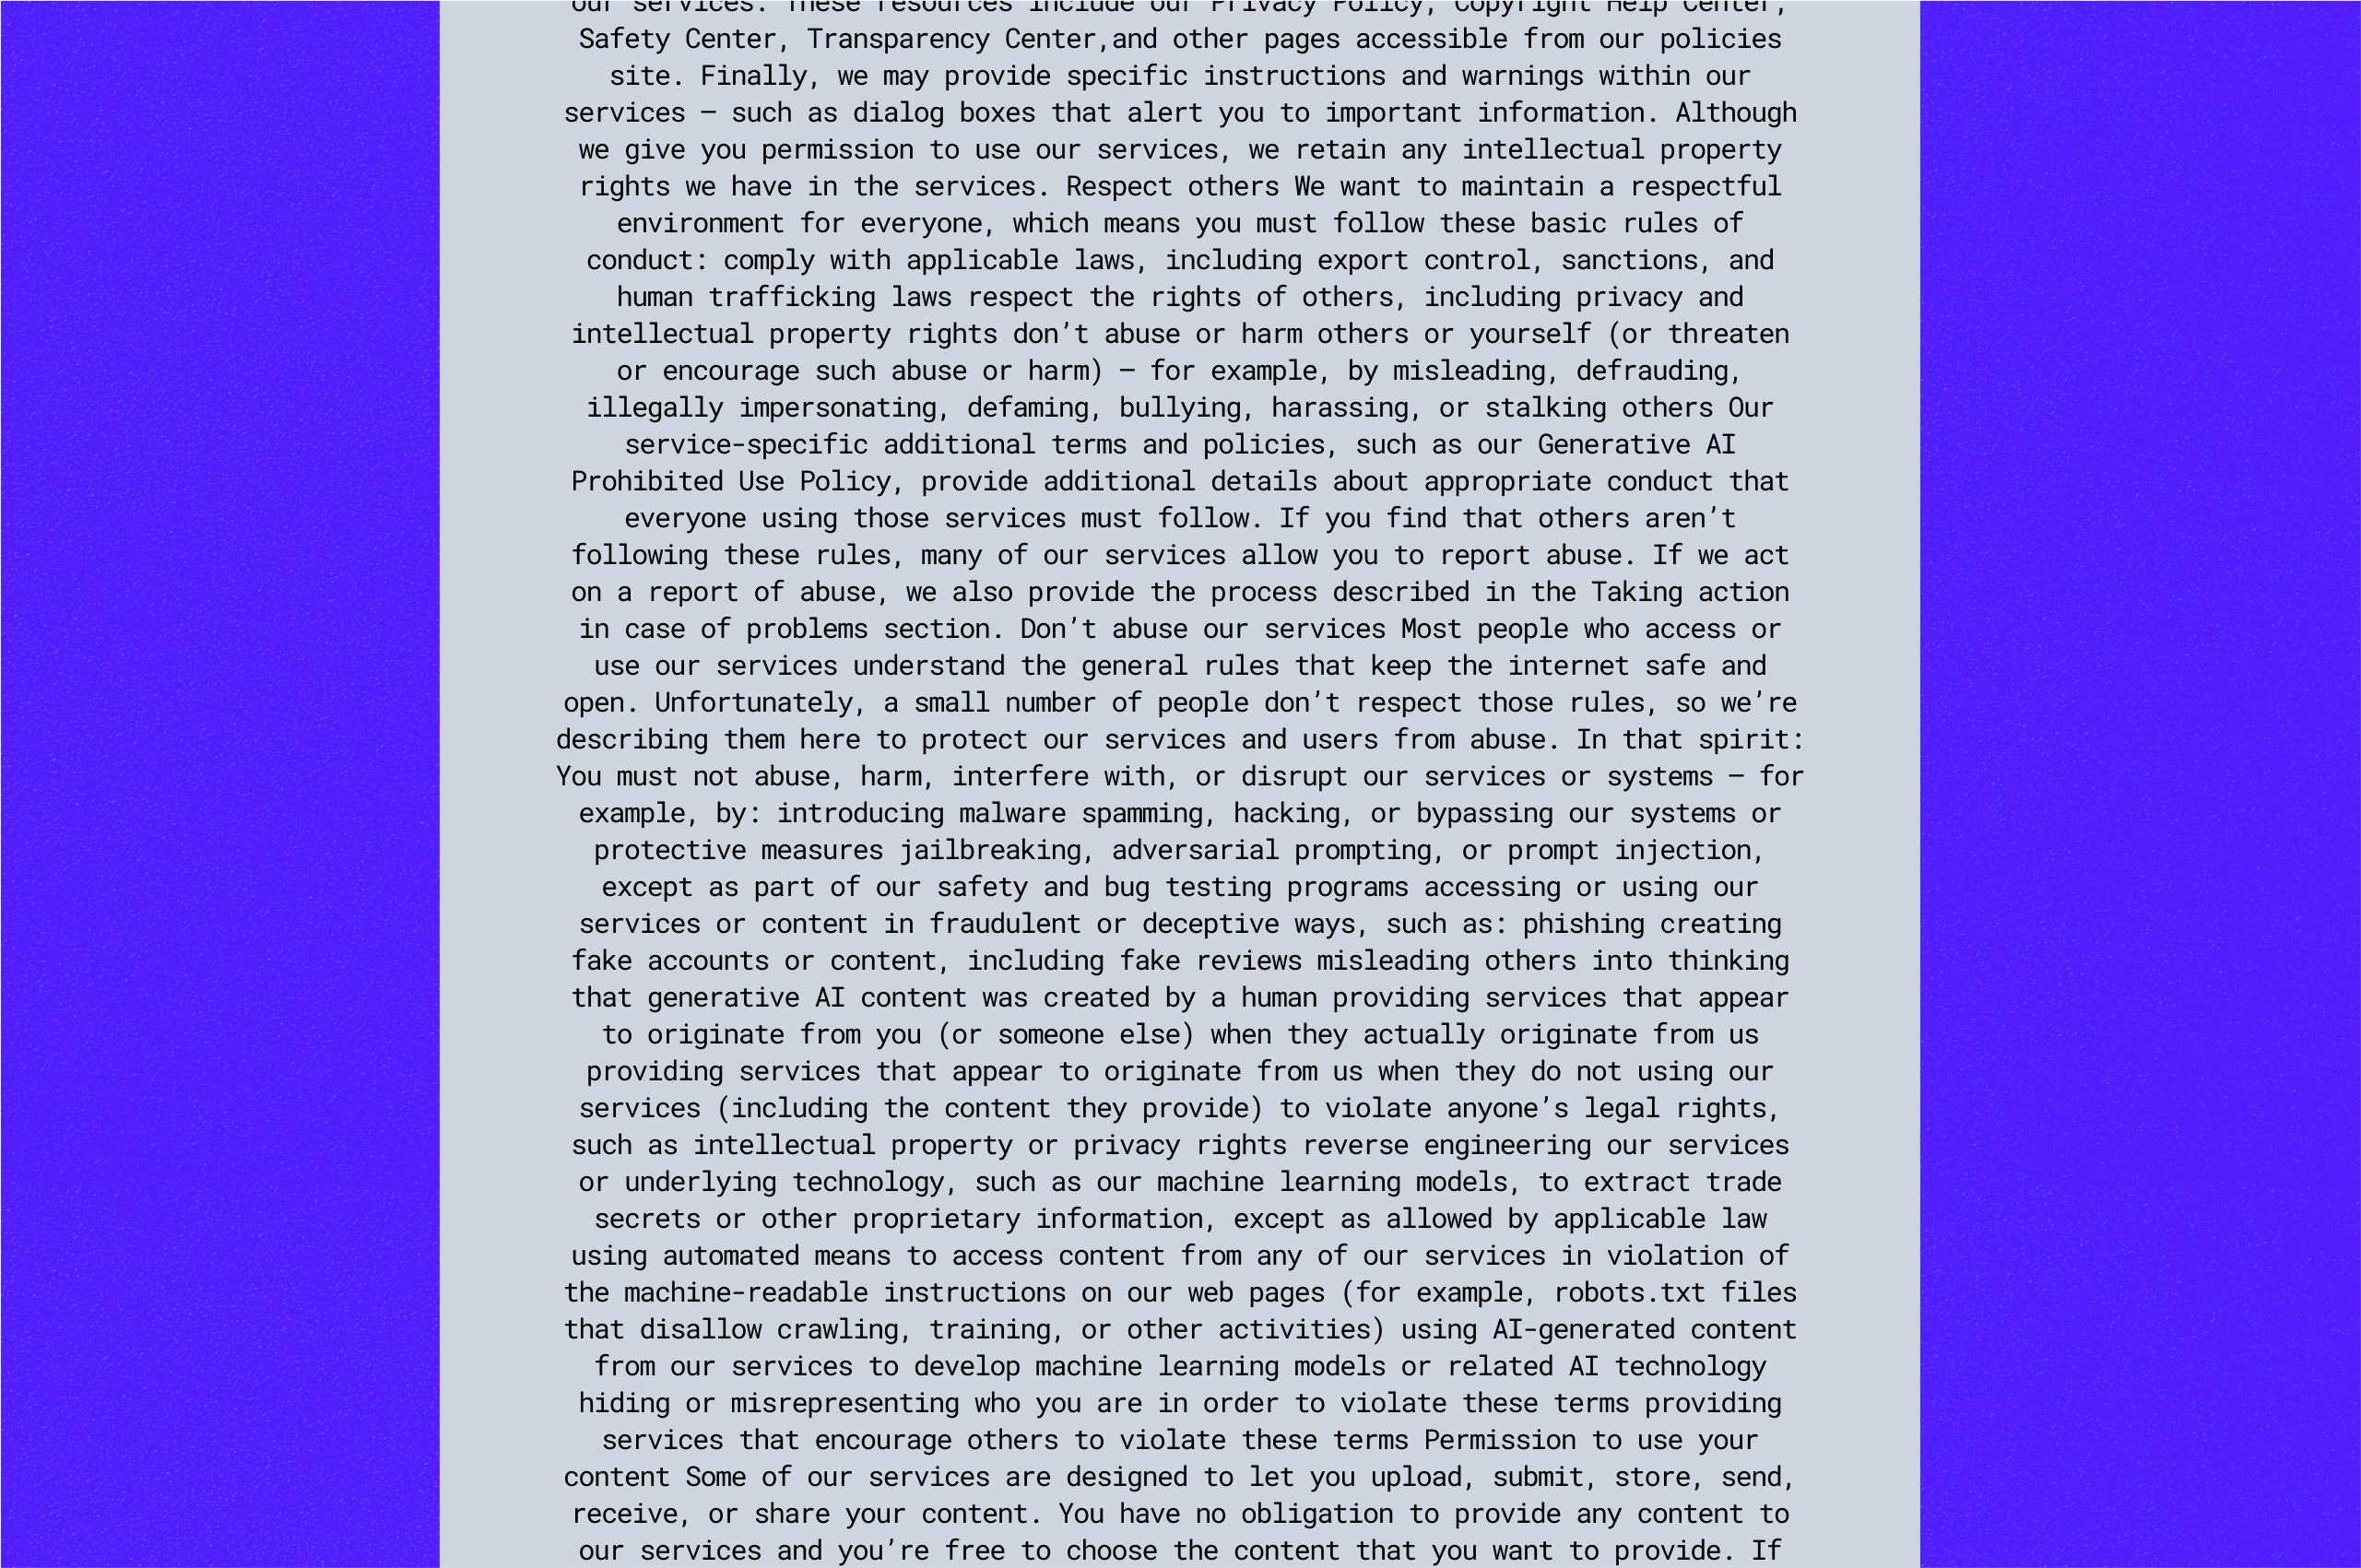 our services. These resources include our Privacy Policy, Copyright Help Center,
Safety Center, Transparency Center,and other pages accessible from our policies
site. Finally, we may provide specific instructions and warnings within our
services – such as dialog boxes that alert you to important information. Although
we give you permission to use our services, we retain any intellectual property
rights we have in the services. Respect others We want to maintain a respectful
environment for everyone, which means you must follow these basic rules of
conduct: comply with applicable laws, including export control, sanctions, and
human trafficking laws respect the rights of others, including privacy and
intellectual property rights don’t abuse or harm others or yourself (or threaten
or encourage such abuse or harm) – for example, by misleading, defrauding,
illegally impersonating, defaming, bullying, harassing, or stalking others Our
service-specific additional terms and policies, such as our Generative AI
Prohibited Use Policy, provide additional details about appropriate conduct that
everyone using those services must follow. If you find that others aren’t
following these rules, many of our services allow you to report abuse. If we act
on a report of abuse, we also provide the process described in the Taking action
in case of problems section. Don’t abuse our services Most people who access or
use our services understand the general rules that keep the internet safe and
open. Unfortunately, a small number of people don’t respect those rules, so we’re
describing them here to protect our services and users from abuse. In that spirit:
You must not abuse, harm, interfere with, or disrupt our services or systems – for
example, by: introducing malware spamming, hacking, or bypassing our systems or
protective measures jailbreaking, adversarial prompting, or prompt injection,
except as part of our safety and bug testing programs accessing or using our
services or content in fraudulent or deceptive ways, such as: phishing creating
fake accounts or content, including fake reviews misleading others into thinking
that generative AI content was created by a human providing services that appear
to originate from you (or someone else) when they actually originate from us
providing services that appear to originate from us when they do not using our
services (including the content they provide) to violate anyone’s legal rights,
such as intellectual property or privacy rights reverse engineering our services
or underlying technology, such as our machine learning models, to extract trade
secrets or other proprietary information, except as allowed by applicable law
using automated means to access content from any of our services in violation of
the machine-readable instructions on our web pages (for example, robots.txt files
that disallow crawling, training, or other activities) using AI-generated content
from our services to develop machine learning models or related AI technology
hiding or misrepresenting who you are in order to violate these terms providing
services that encourage others to violate these terms Permission to use your
content Some of our services are designed to let you upload, submit, store, send,
receive, or share your content. You have no obligation to provide any content to
our services and you’re free to choose the content that you want to provide. If